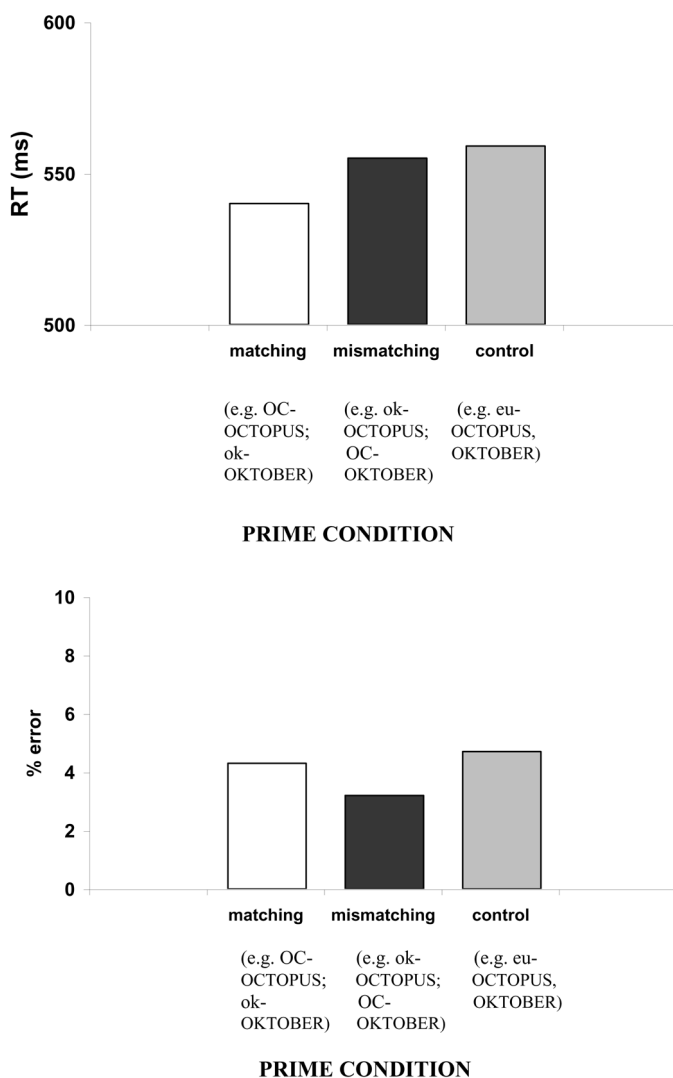 600
550
500
RT (ms)
matching mismatching control
(e.g. OC- (e.g. ok- (e.g. eu-
OCTOPUS; OCTOPUS; OCTOPUS,
ok- OC- OKTOBER)
OKTOBER) OKTOBER)
PRIME CONDITION
10
8
6
4
2
0
% error
matching mismatching control
(e.g. OC- (e.g. ok- (e.g. eu-
OCTOPUS; OCTOPUS; OCTOPUS,
ok- OC- OKTOBER)
OKTOBER) OKTOBER)
PRIME CONDITION